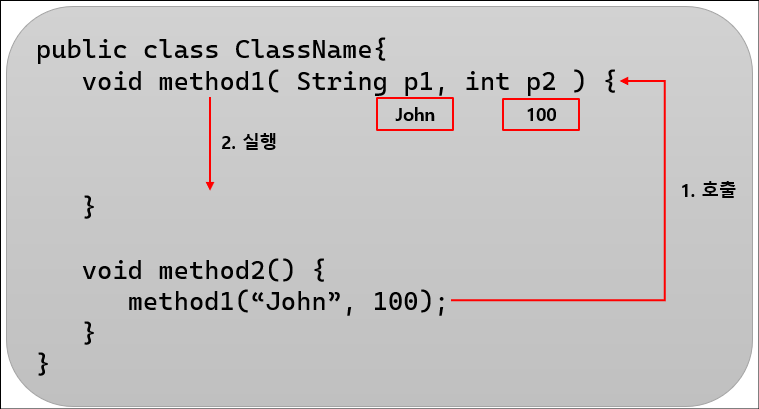 public class ClassName{
void method1( String p1, int p2 ) {
John 100
2. 실행
}
1. 호출
void method2() {
method1(“John”, 100);
}
}